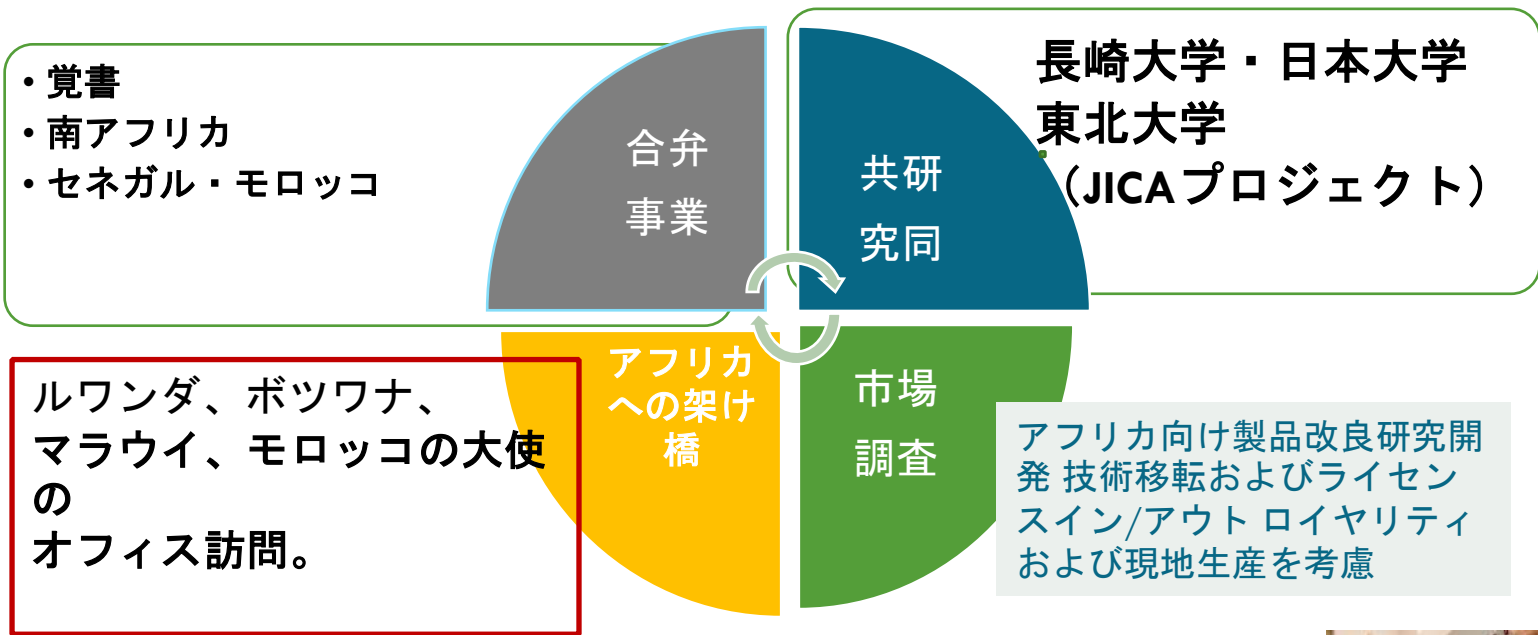 ・覚書
・南アフリカ
・セネガル・モロッコ
合弁
事業
共研
究同
長崎大学・日本大学
東北大学
（JICAプロジェクト）
ルワンダ、ボツワナ、
マラウイ、モロッコの大使
の
オフィス訪問。
アフリカ
への架け
橋
市場
調査
アフリカ向け製品改良研究開
発 技術移転およびライセン
スイン/アウト ロイヤリティ
および現地生産を考慮